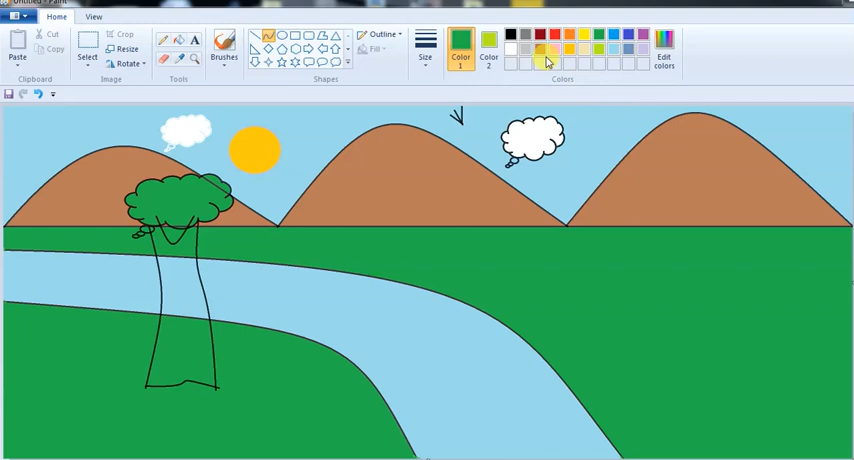 Untitled - Paint
Home View
Paste Cut Copy Select Crop Resize Rotate A Brushes Outline Fill Size Color 1 Color 2 Edit colors
Clipboard Image Tools Shapes Colors